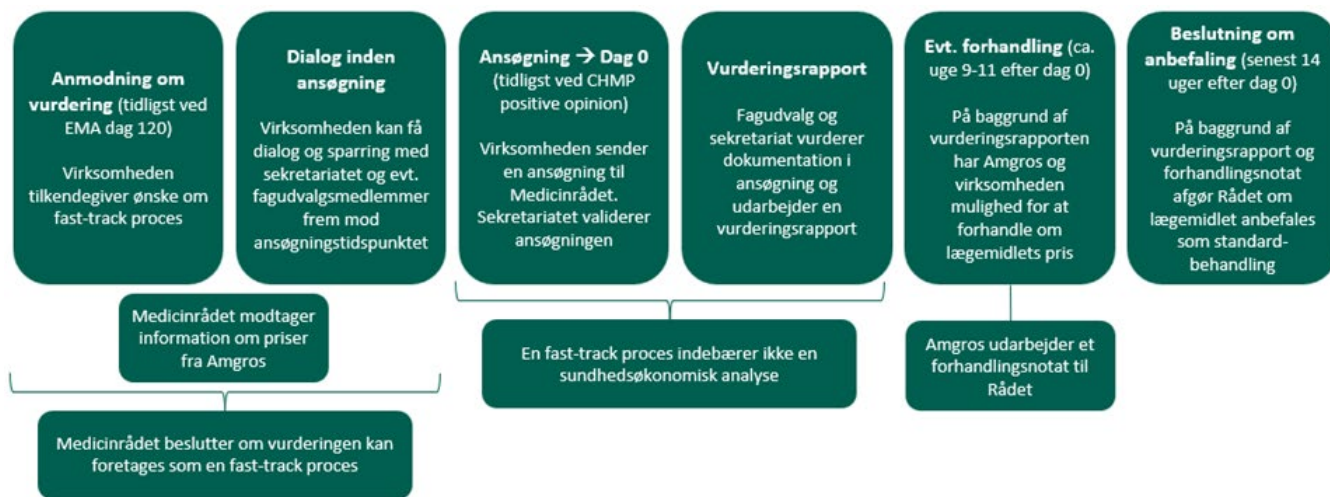 Anmodning om
vurdering (tidligst ved
EMA dag 120)
Virksomheden
tilkendegiver ønske om
fast-track proces
Dialog inden
ansøgning
Virksomheden kan få
dialog og sparring med
sekretariatet og evt.
fagudvalgsmedlemmer
frem mod
ansøgningstidspunktet
Ansøgning → Dag 0
(tidligst ved CHMP
positive opinion)
Virksomheden sender
en ansøgning til
Medicinrådet.
Sekretariatet validerer
ansøgningen
Vurderingsrapport
Fagudvalg og
sekretariat vurderer
dokumentation i
ansøgning og
udarbejder en
vurderingsrapport
Evt. forhandling (ca.
uge 9-11 efter dag 0)
På baggrund af
vurderingsrapporten
har Amgros og
virksomheden
mulighed for at
forhandle om
lægemidlets pris
Beslutning om
anbefaling (senest 14
uger efter dag 0)
På baggrund af
vurderingsrapport og
forhandlingsnotat
afgør Rådet om
lægemidlet anbefales
som standard-
behandling
Medicinrådet modtager
information om priser
fra Amgros
En fast-track proces indebærer ikke en
sundhedsøkonomisk analyse
Amgros udarbejder et
forhandlingsnotat til
Rådet
Medicinrådet beslutter om vurderingen kan
foretages som en fast-track proces